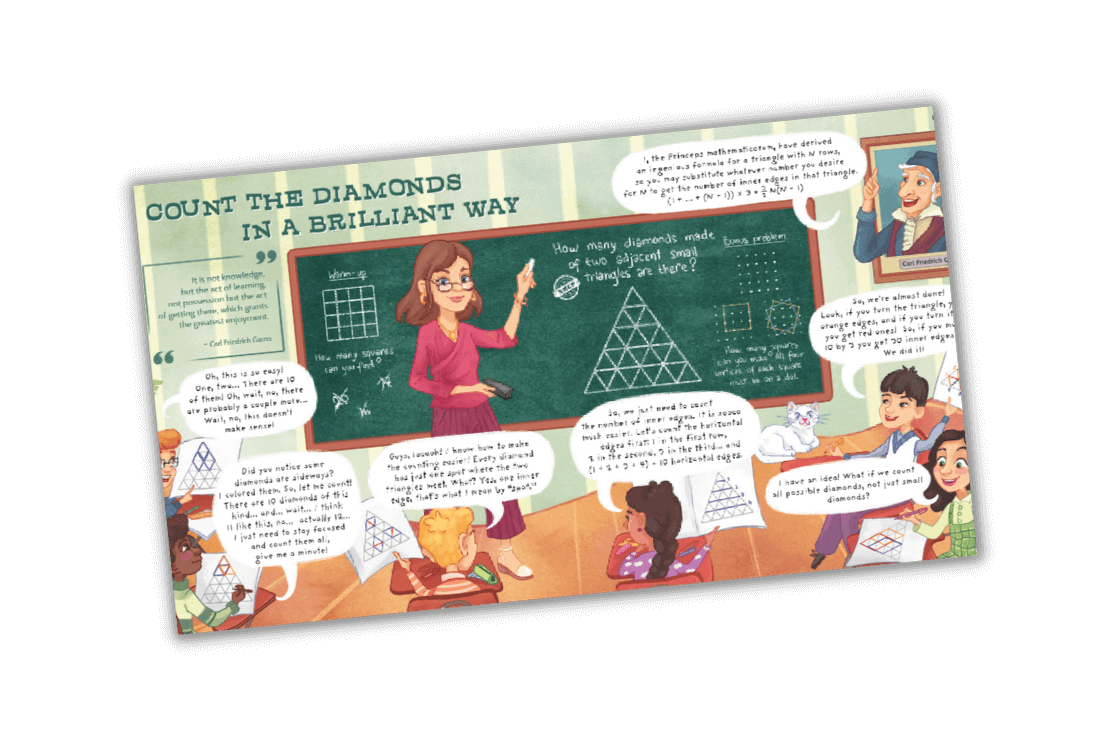 COUNT THE DIAMONDS
IN A BRILLIANT WAY
”
It is not knowledge,
but the act of learning,
not possession but the act
of getting there, which grants
the greatest enjoyment.
– Carl Friedrich Gauss
“
Warm-up
How many squares
can you find?
How many diamonds made
of two adjacent small
triangles are there?
Bonus problem
How many squares
can you make? All four
vertices of each square
must be on a dot.
I, the Princeps mathematicorum, have derived
an ingenious formula for a triangle with N rows,
so you may substitute whatever number you desire
for N to get the number of inner edges in that triangle.
(1 + ... + (N - 1)) × 3 = 3/2 N(N - 1)
Carl Friedrich G
Oh, this is so easy!
One, two... There are 10
of them! Oh, wait, no, there
are probably a couple more...
Wait, no, this doesn't
make sense!
Did you notice some
diamonds are sideways?
I colored them. So, let me count!
There are 10 diamonds of this
kind... and... wait... I think
11 like this, no... actually 12...
I just need to stay focused
and count them all,
give me a minute!
Guys, I know how to make
the counting easier! Every diamond
has just one spot where the two
triangles meet. What? Yes, one inner
edge, that's what I mean by "spot".
So, we just need to count
the number of inner edges. It is soooo
much easier. Let's count the horizontal
edges first: 1 in the first row,
2 in the second, 3 in the third... and
(1 + 2 + 3 + 4) = 10 horizontal edges.
So, we're almost done!
Look, if you turn the triangle, y
orange edges, and if you turn it
you get red ones! So, if you m
10 by 3 you get 30 inner edges
We did it!
I have an idea! What if we count
all possible diamonds, not just small
diamonds?